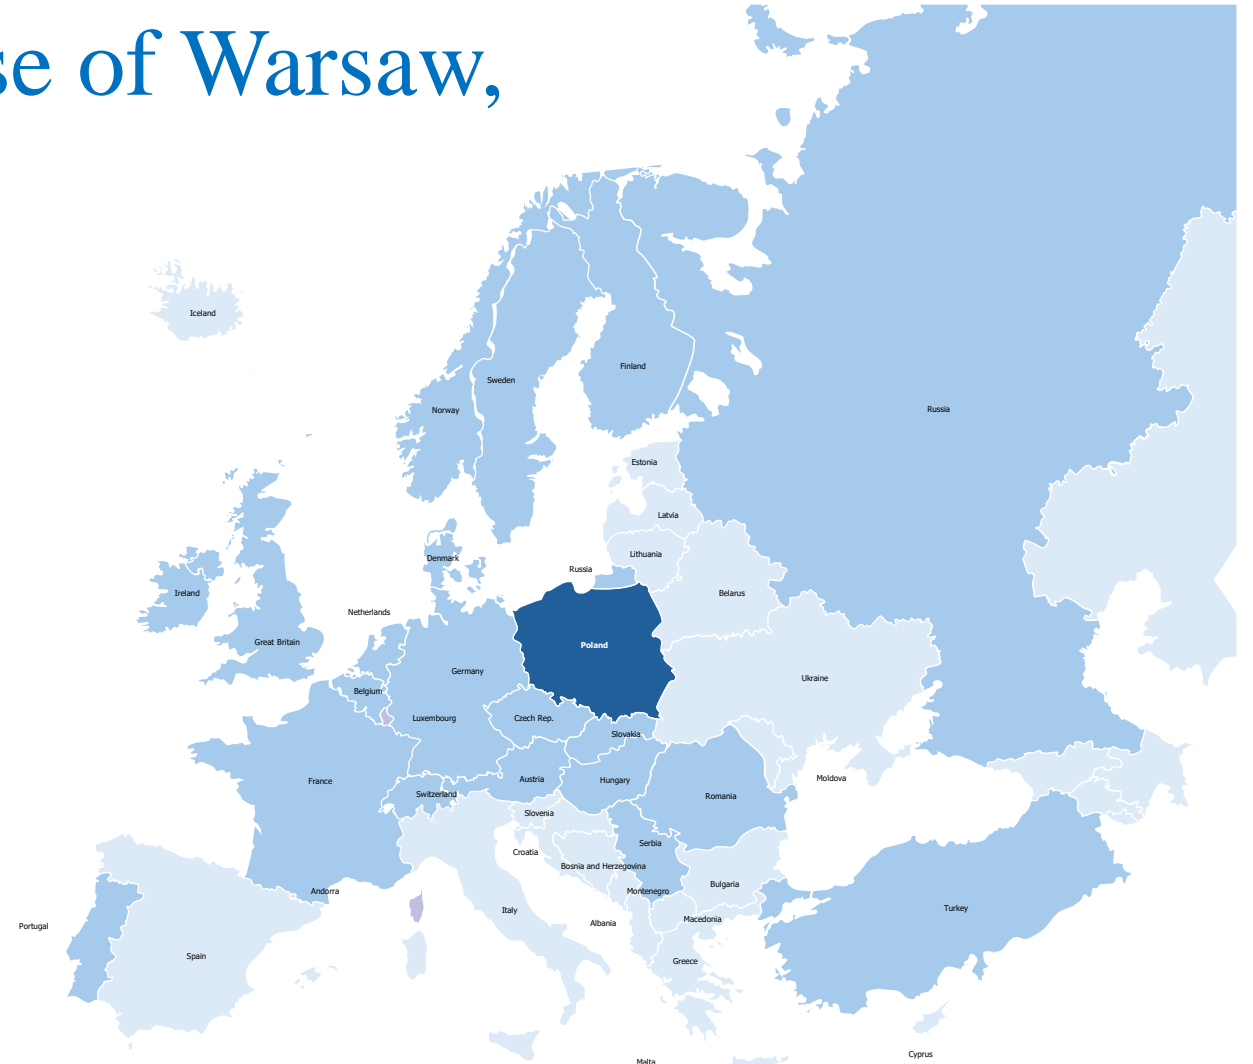 se of Warsaw,
Iceland
Finland
Sweden
Norway
Russia
Estonia
Latvia
Lithuania
Denmark
Russia
Ireland
Belarus
Netherlands
Great Britain
Poland
Germany
Ukraine
Belgium
Luxembourg
Czech Rep.
Slovakia
France
Austria
Hungary
Moldova
Switzerland
Romania
Slovenia
Serbia
Croatia
Bosnia and Herzegovina
Bulgaria
Andorra
Montenegro
Turkey
Italy
Macedonia
Albania
Portugal
Spain
Greece
Cyprus
Malta